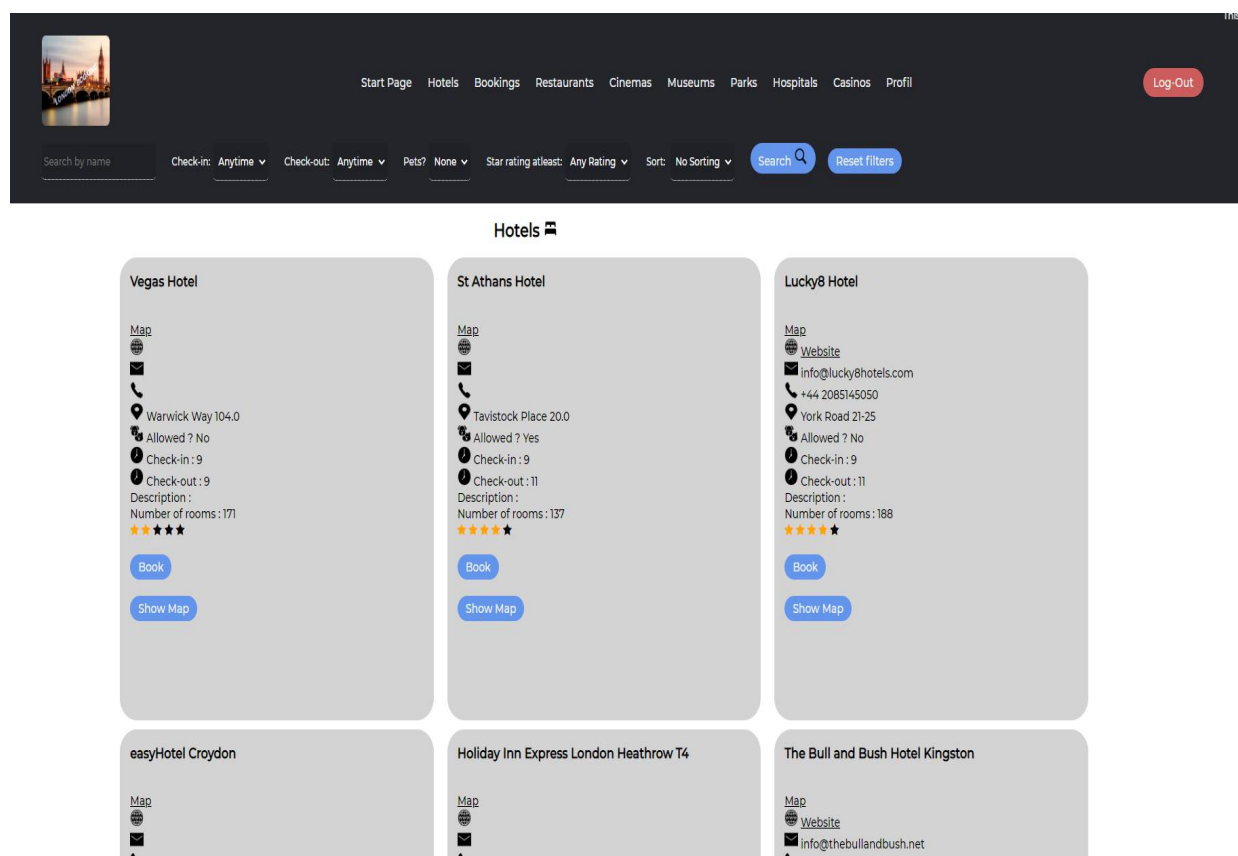 This
LONDON
Start Page Hotels Bookings Restaurants Cinemas Museums Parks Hospitals Casinos Profil
Log-Out
Search by name Check-in: Anytime Check-out: Anytime Pets? None Star rating atleast: Any Rating Sort: No Sorting Search Reset filters
Hotels
Vegas Hotel
Map
Warwick Way 104.0
Allowed ? No
Check-in : 9
Check-out : 9
Description :
Number of rooms : 171
Book
Show Map
St Athans Hotel
Map
Tavistock Place 20.0
Allowed ? Yes
Check-in : 9
Check-out : 11
Description :
Number of rooms : 137
Book
Show Map
Lucky8 Hotel
Map
Website
info@lucky8hotels.com
+44 2085145050
York Road 21-25
Allowed ? No
Check-in : 9
Check-out : 11
Description :
Number of rooms : 188
Book
Show Map
easyHotel Croydon
Map
Holiday Inn Express London Heathrow T4
Map
The Bull and Bush Hotel Kingston
Map
Website
info@thebullandbush.net